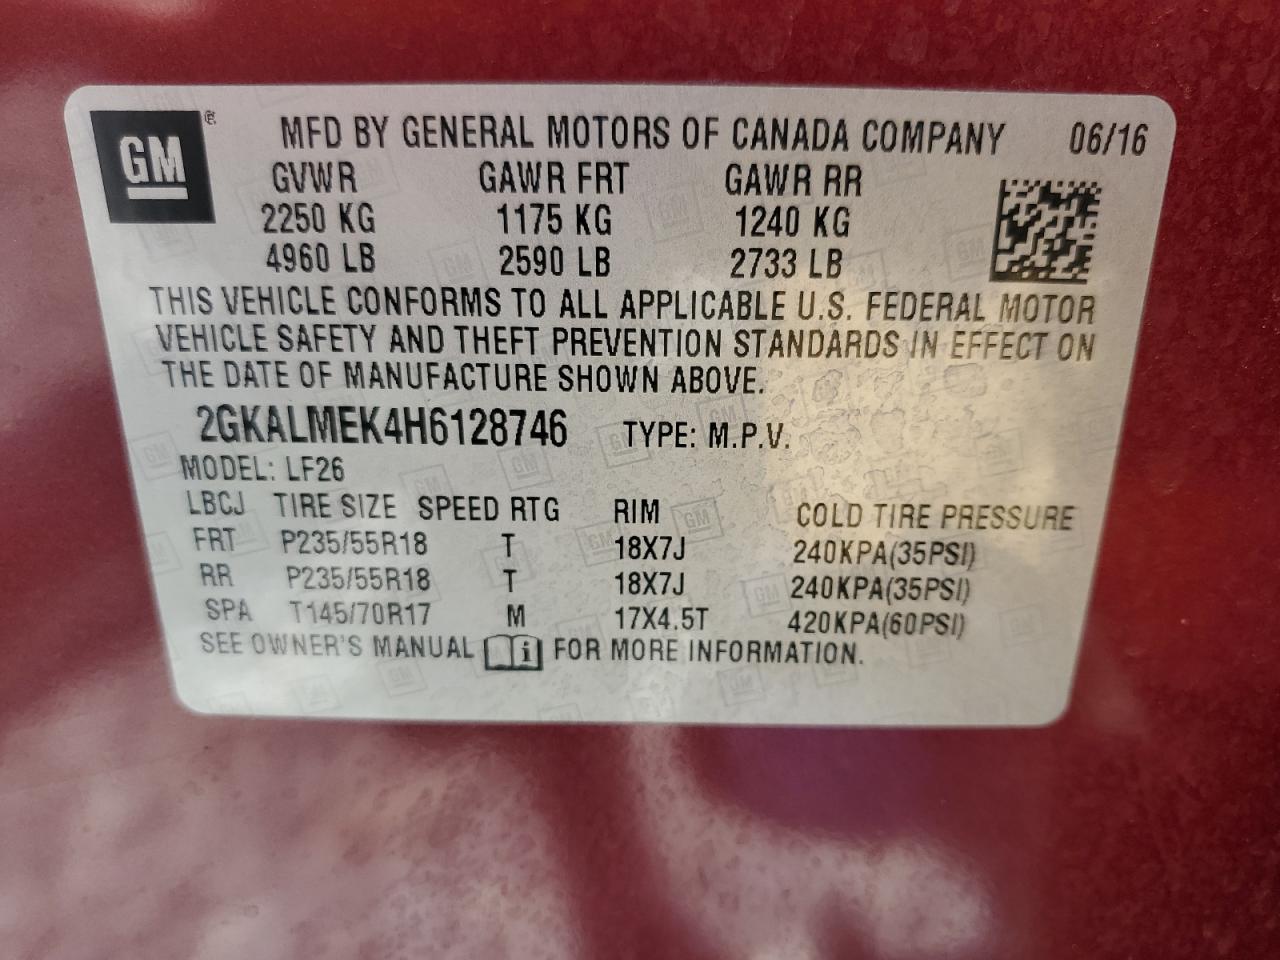 GM ®
MFD BY GENERAL MOTORS OF CANADA COMPANY 06/16
GVWR GAWR FRT GAWR RR
2250 KG 1175 KG 1240 KG
4960 LB 2590 LB 2733 LB
THIS VEHICLE CONFORMS TO ALL APPLICABLE U.S. FEDERAL MOTOR
VEHICLE SAFETY AND THEFT PREVENTION STANDARDS IN EFFECT ON
THE DATE OF MANUFACTURE SHOWN ABOVE.
2GKALMEK4H6128746 TYPE: M.P.V.
MODEL: LF26
LBCJ TIRE SIZE SPEED RTG RIM COLD TIRE PRESSURE
FRT P235/55R18 T 18X7J 240KPA(35PSI)
RR P235/55R18 T 18X7J 240KPA(35PSI)
SPA T145/70R17 M 17X4.5T 420KPA(60PSI)
SEE OWNER'S MANUAL i FOR MORE INFORMATION.